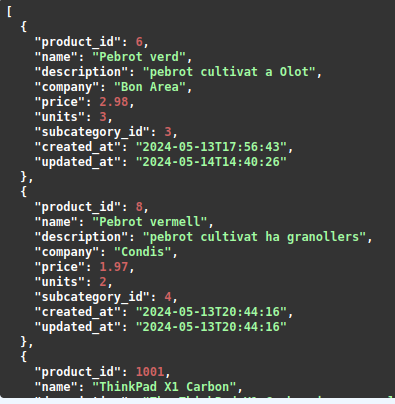 [
{
"product_id": 6,
"name": "Pebrot verd",
"description": "pebrot cultivat a Olot",
"company": "Bon Area",
"price": 2.98,
"units": 3,
"subcategory_id": 3,
"created_at": "2024-05-13T17:56:43",
"updated_at": "2024-05-14T14:40:26"
},
{
"product_id": 8,
"name": "Pebrot vermell",
"description": "pebrot cultivat ha granollers",
"company": "Condis",
"price": 1.97,
"units": 2,
"subcategory_id": 4,
"created_at": "2024-05-13T20:44:16",
"updated_at": "2024-05-13T20:44:16"
},
{
"product_id": 1001,
"name": "ThinkPad X1 Carbon",